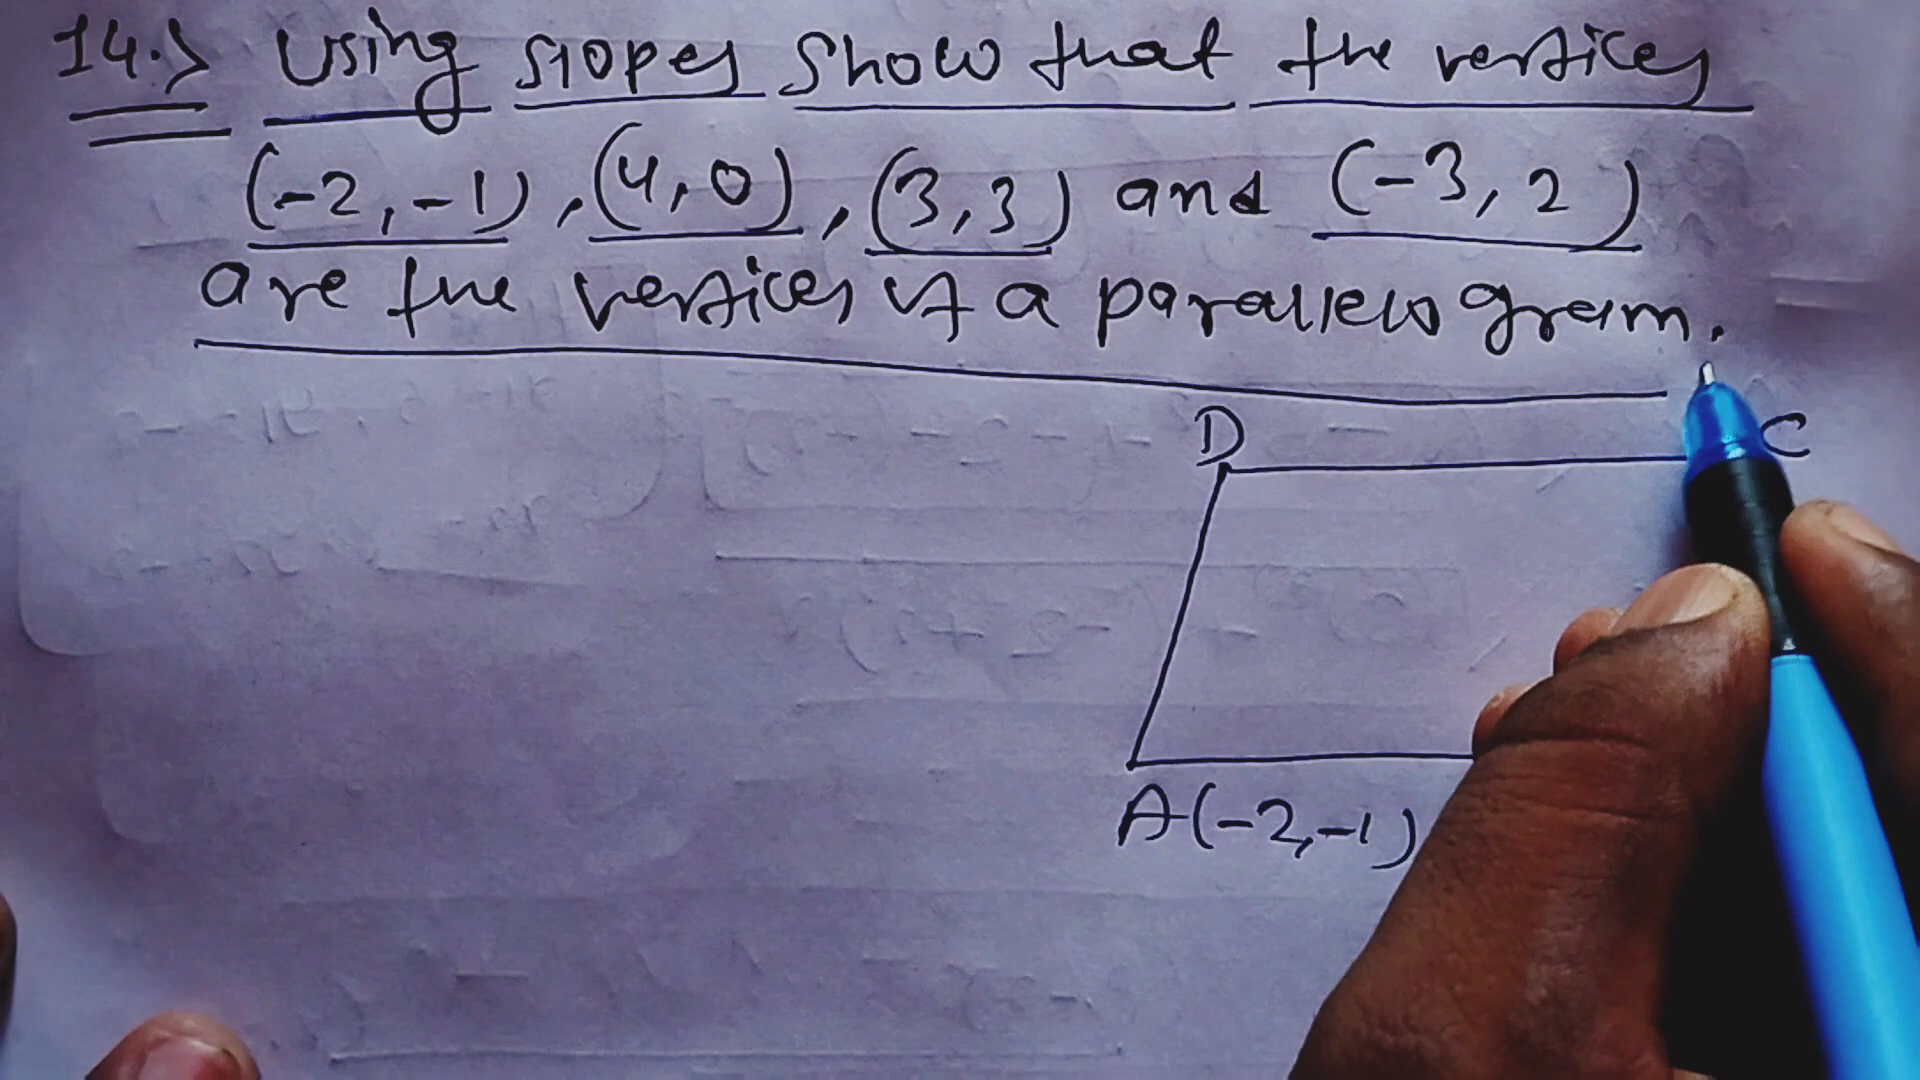 14.> Using slopes show that the vertices
(-2,-1), (4,0), (3,3) and (-3,2)
are the vertices of a parallelogram.
D C
A(-2,-1)